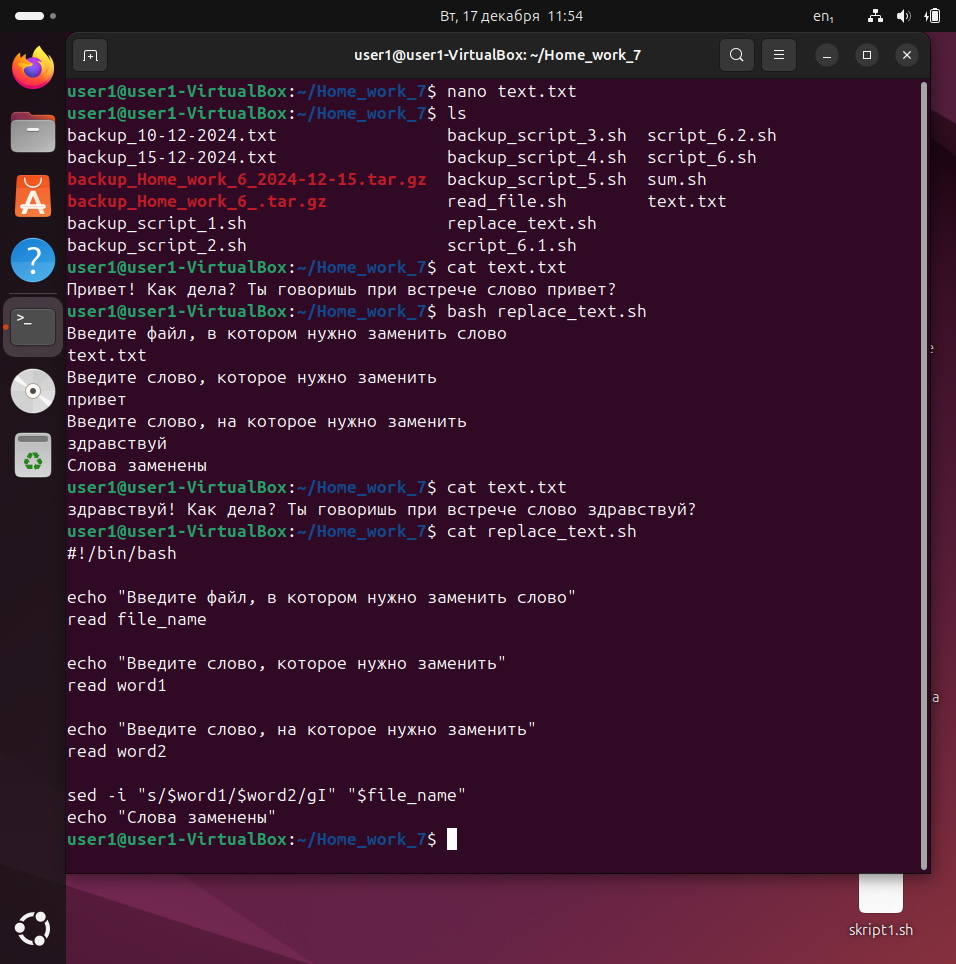 Вт, 17 декабря 11:54
en₁
user1@user1-VirtualBox: ~/Home_work_7
user1@user1-VirtualBox:~/Home_work_7$ nano text.txt
user1@user1-VirtualBox:~/Home_work_7$ ls
backup_10-12-2024.txt backup_script_3.sh script_6.2.sh
backup_15-12-2024.txt backup_script_4.sh script_6.sh
backup_Home_work_6_2024-12-15.tar.gz backup_script_5.sh sum.sh
backup_Home_work_6_.tar.gz read_file.sh text.txt
backup_script_1.sh replace_text.sh
backup_script_2.sh script_6.1.sh
user1@user1-VirtualBox:~/Home_work_7$ cat text.txt
Привет! Как дела? Ты говоришь при встрече слово привет?
user1@user1-VirtualBox:~/Home_work_7$ bash replace_text.sh
Введите файл, в котором нужно заменить слово
text.txt
Введите слово, которое нужно заменить
привет
Введите слово, на которое нужно заменить
здравствуй
Слова заменены
user1@user1-VirtualBox:~/Home_work_7$ cat text.txt
здравствуй! Как дела? Ты говоришь при встрече слово здравствуй?
user1@user1-VirtualBox:~/Home_work_7$ cat replace_text.sh
#!/bin/bash
echo "Введите файл, в котором нужно заменить слово"
read file_name
echo "Введите слово, которое нужно заменить"
read word1
echo "Введите слово, на которое нужно заменить"
read word2
sed -i "s/$word1/$word2/gI" "$file_name"
echo "Слова заменены"
user1@user1-VirtualBox:~/Home_work_7$
skript1.sh